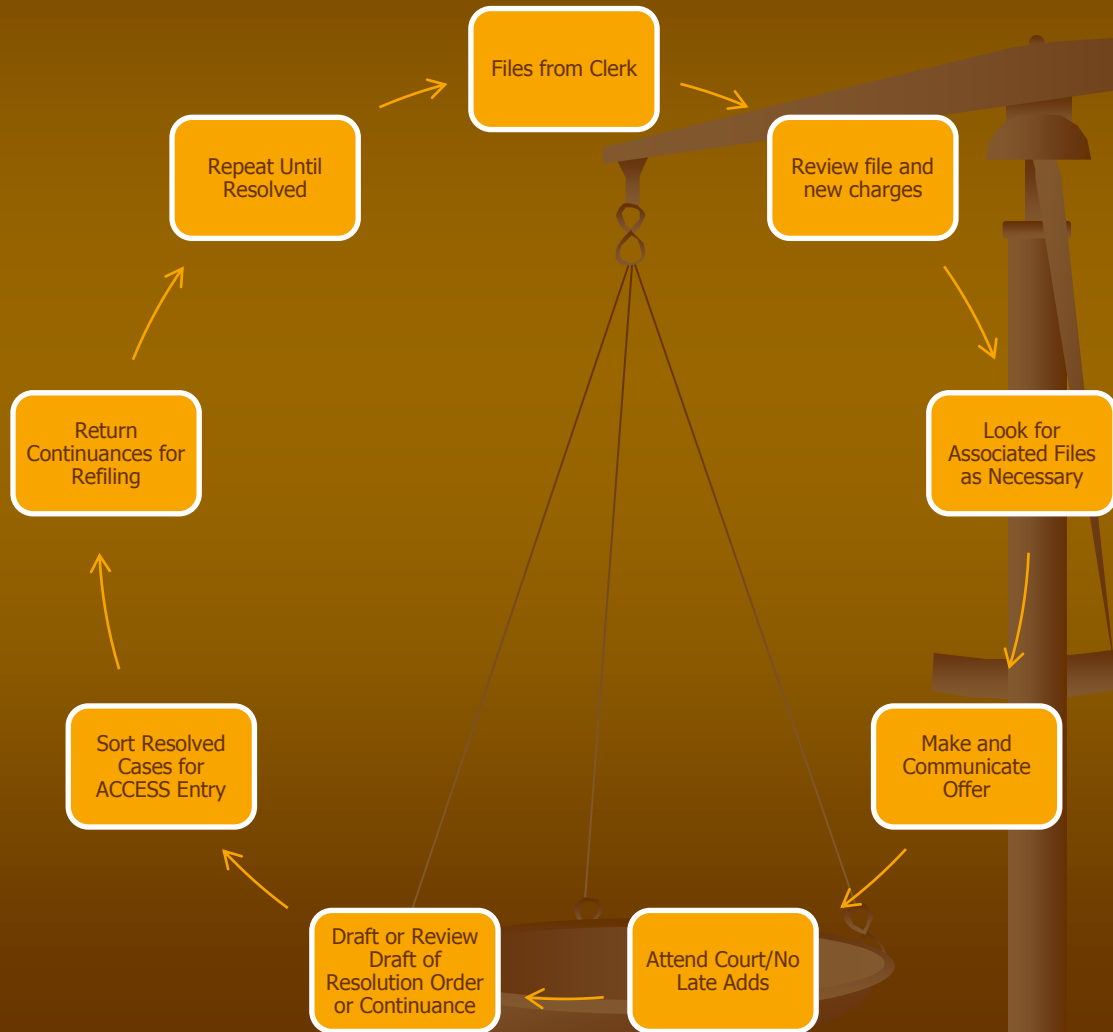 Files from Clerk
Review file and
new charges
Look for
Associated Files
as Necessary
Make and
Communicate
Offer
Attend Court/No
Late Adds
Draft or Review
Draft of
Resolution Order
or Continuance
Sort Resolved
Cases for
ACCESS Entry
Return
Continuances for
Refiling
Repeat Until
Resolved